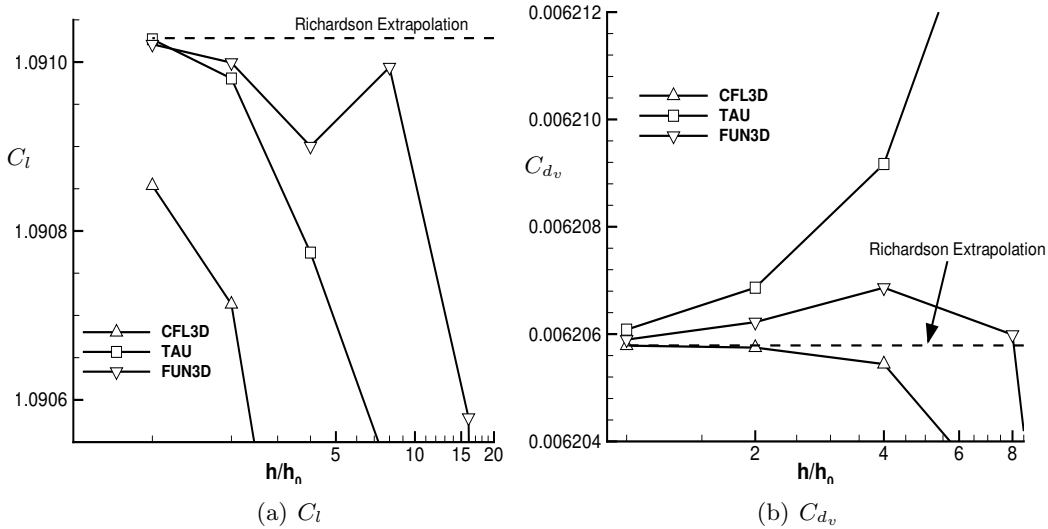 Richardson Extrapolation
1.0910
C_l
1.0908
CFL3D
TAU
FUN3D
1.0906
5 10 15 20
h/h_0
(a) C_l
0.006212
0.006210
CFL3D
TAU
FUN3D
C_{d_v}
0.006208
Richardson Extrapolation
0.006206
0.006204
2 4 6 8
h/h_0
(b) C_{d_v}